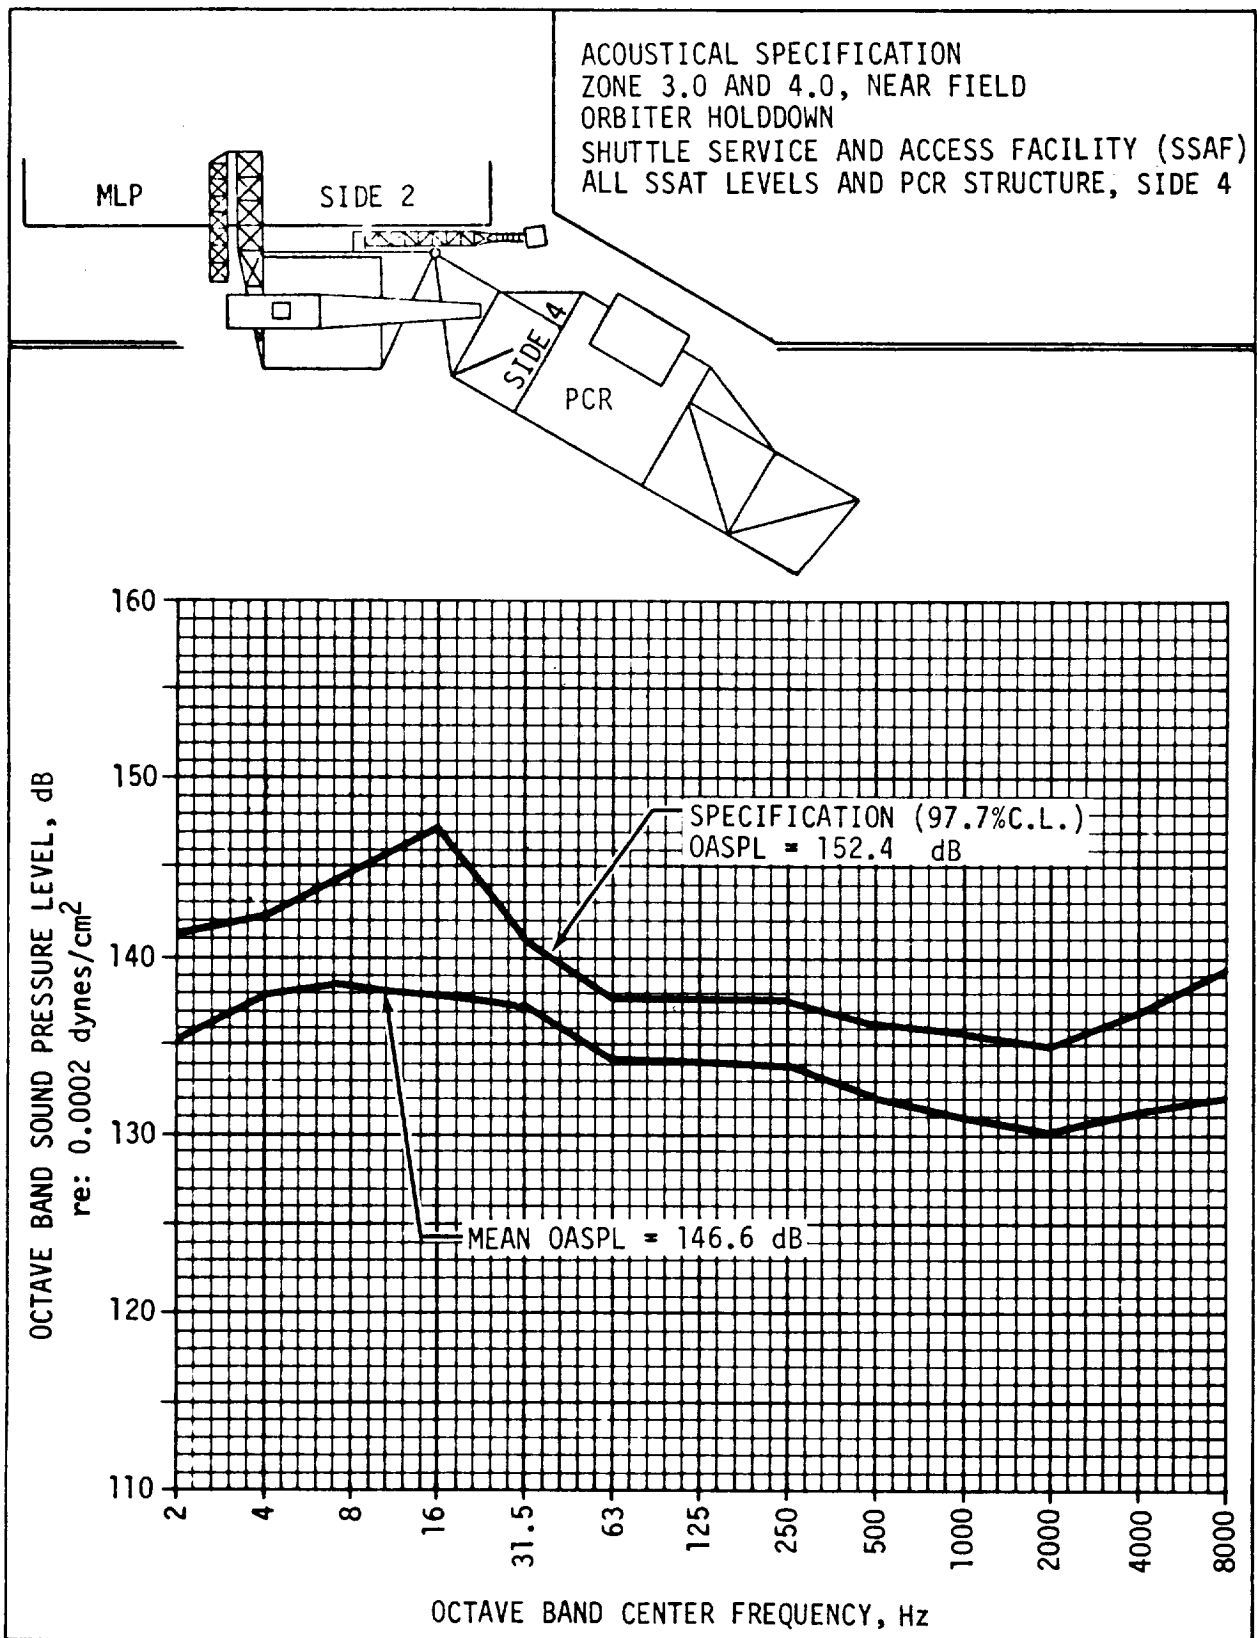 ACOUSTICAL SPECIFICATION
ZONE 3.0 AND 4.0, NEAR FIELD
ORBITER HOLDDOWN
SHUTTLE SERVICE AND ACCESS FACILITY (SSAF)
ALL SSAT LEVELS AND PCR STRUCTURE, SIDE 4
MLP
SIDE 2
SIDE 4
PCR
160
150
140
130
120
110
OCTAVE BAND SOUND PRESSURE LEVEL, dB
re: 0.0002 dynes/cm²
SPECIFICATION (97.7%C.L.)
OASPL = 152.4 dB
MEAN OASPL = 146.6 dB
2
4
8
16
31.5
63
125
250
500
1000
2000
4000
8000
OCTAVE BAND CENTER FREQUENCY, Hz